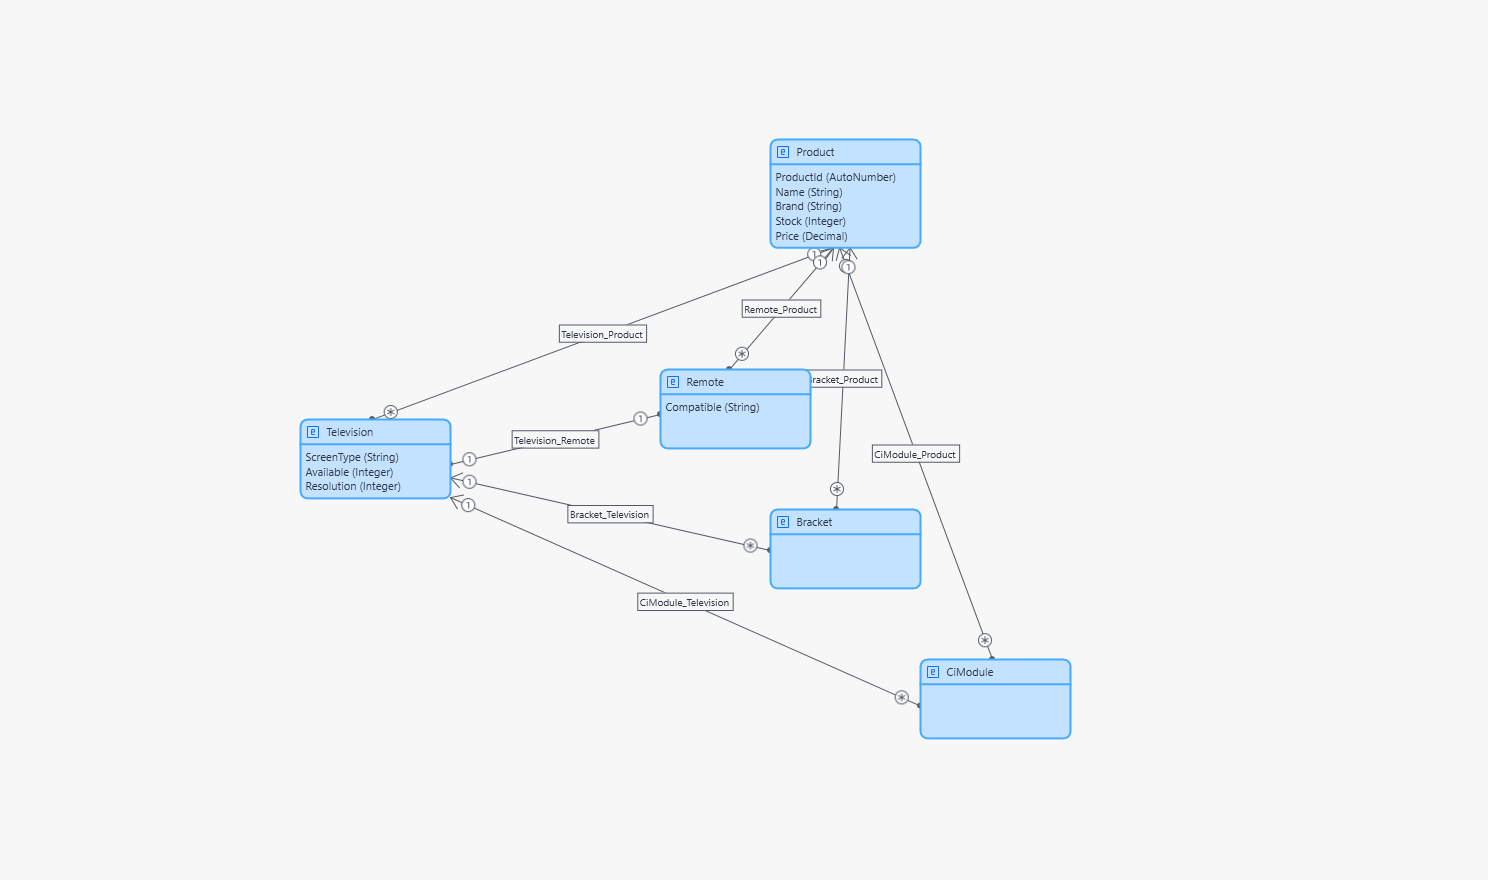 Product
ProductId (AutoNumber)
Name (String)
Brand (String)
Stock (Integer)
Price (Decimal)
1
1
1
Remote_Product
Television_Product
Remote
Compatible (String)
racket_Product
Television
ScreenType (String)
Available (Integer)
Resolution (Integer)
1
Television_Remote
1
1
1
CiModule_Product
Bracket_Television
Bracket
CiModule_Television
CiModule